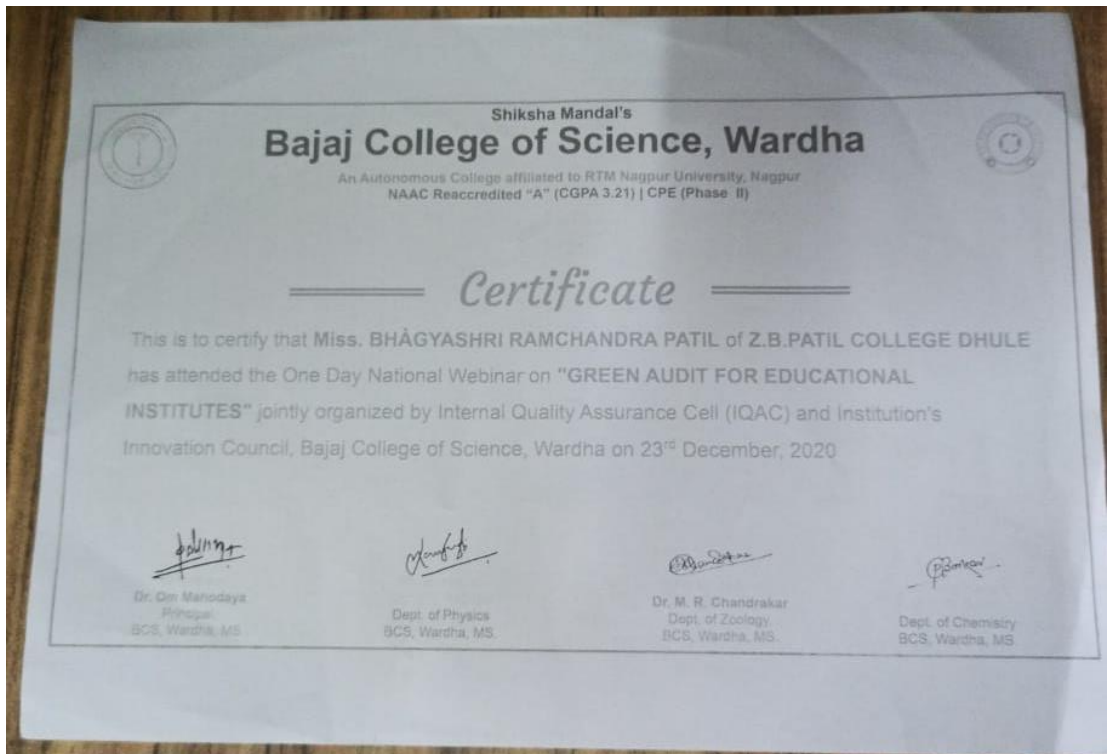 Shiksha Mandal's
Bajaj College of Science, Wardha
An Autonomous College affiliated to RTM Nagpur University, Nagpur
NAAC Reaccredited "A" (CGPA 3.21) | CPE (Phase II)
Certificate
This is to certify that Miss. BHAGYASHRI RAMCHANDRA PATIL of Z.B.PATIL COLLEGE DHULE
has attended the One Day National Webinar on "GREEN AUDIT FOR EDUCATIONAL
INSTITUTES" jointly organized by Internal Quality Assurance Cell (IQAC) and Institution's
Innovation Council, Bajaj College of Science, Wardha on 23rd December, 2020
Dr. Om Mahodaya
Principal
BCS, Wardha, MS.
Dept. of Physics
BCS, Wardha, MS.
Dr. M. R. Chandrakar
Dept. of Zoology,
BCS, Wardha, MS.
Dept. of Chemistry
BCS, Wardha, MS